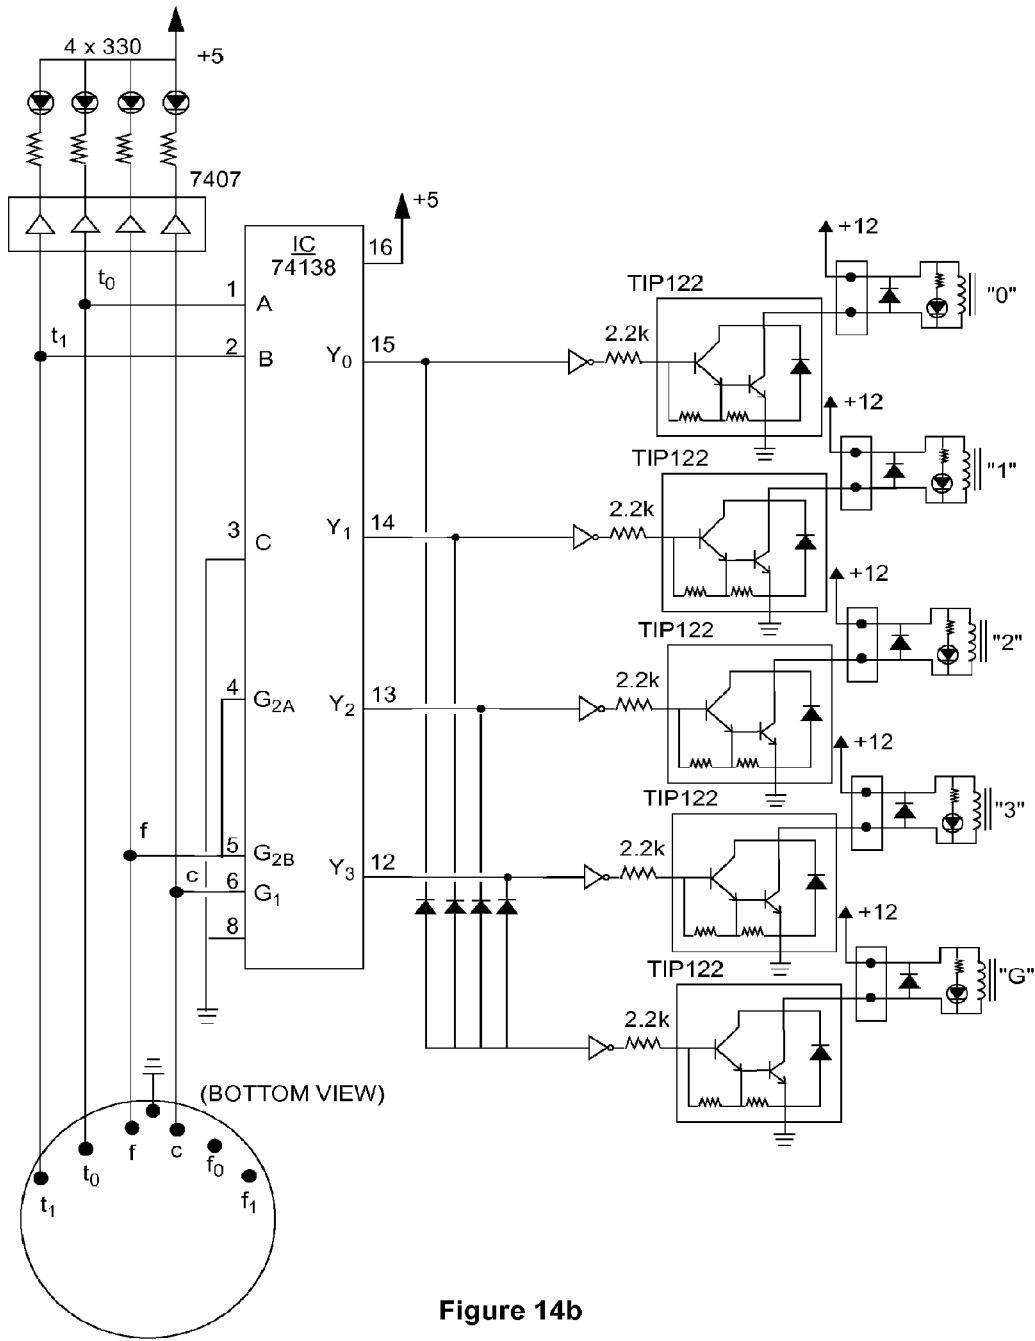 4 x 330
+5
7407
+5
IC
74138
16
t0
1
A
t1
2
B
Y0
15
2.2k
TIP122
+12
"0"
3
C
Y1
14
2.2k
TIP122
+12
"1"
4
G2A
Y2
13
2.2k
TIP122
+12
"2"
f
5
G2B
c
6
G1
8
Y3
12
2.2k
TIP122
+12
"3"
2.2k
TIP122
+12
"G"
(BOTTOM VIEW)
t1
t0
f
c
f0
f1
Figure 14b